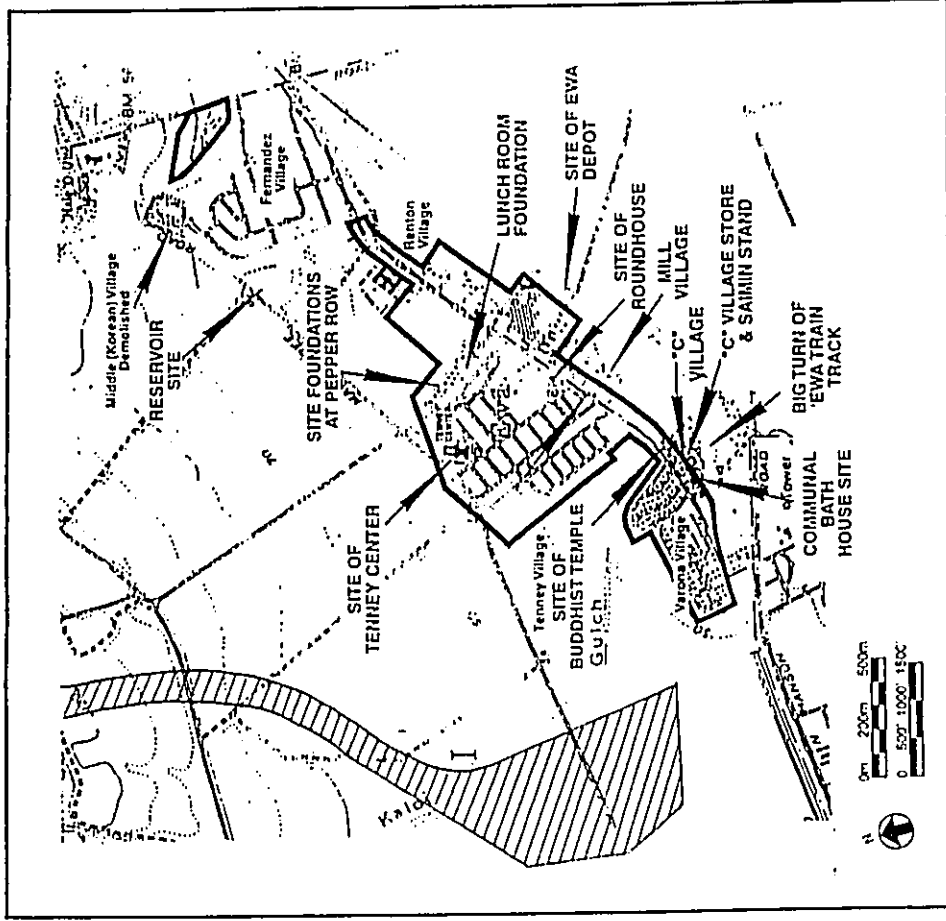 Middle (Korean) Village
Demolished
RESERVOIR
SITE
ROAD
Fernandez
Village
SITE FOUNDATIONS
AT PEPPER ROW
Renton
Village
LUNCH ROOM
FOUNDATION
SITE OF EWA
DEPOT
SITE OF
TENNEY CENTER
SITE OF
ROUNDHOUSE
MILL
VILLAGE
"C"
VILLAGE
"C" VILLAGE STORE
& SAIMIN STAND
BIG TURN OF
'EWA TRAIN
TRACK
Tenney Village
SITE OF
BUDDHIST TEMPLE
Gulch
Varona Village
COMMUNAL
BATH
HOUSE SITE
Kalo
I
N
0m 200m 500m
0 500' 1000' 1500'